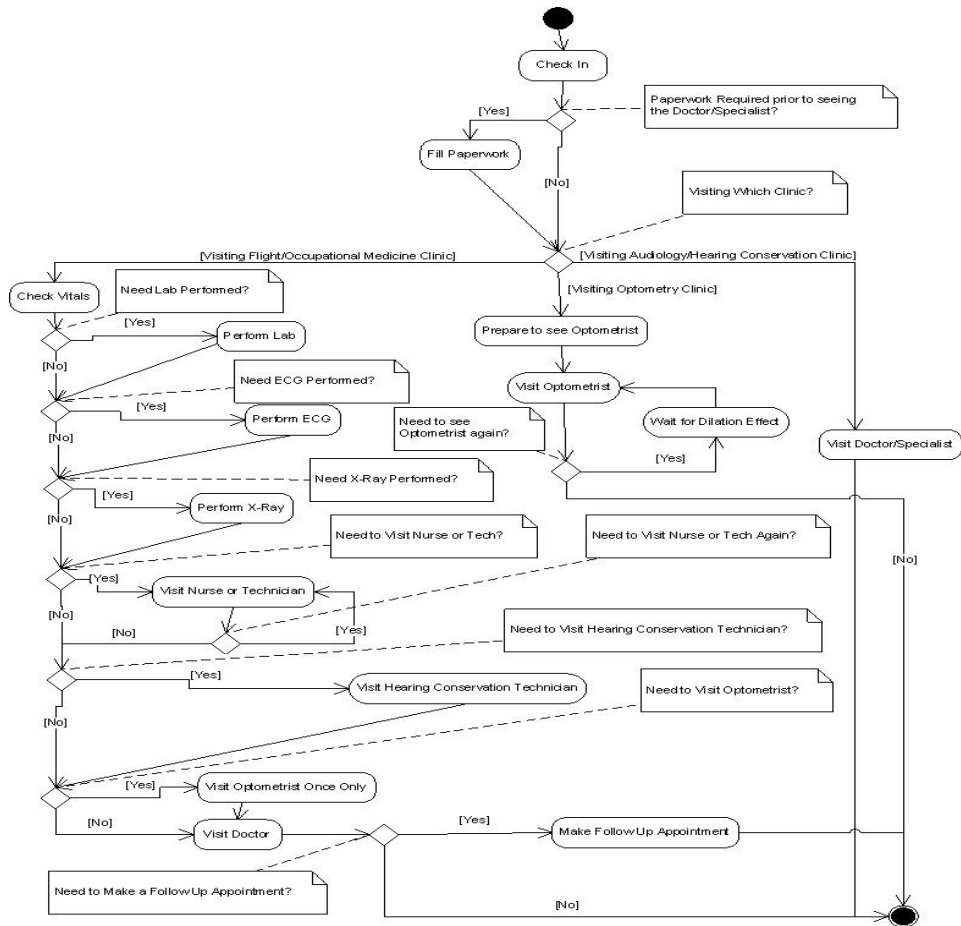 Check In
Paperwork Required prior to seeing
the Doctor/Specialist?
[Yes]
Fill Paperwork
[No]
Visiting Which Clinic?
[Visiting Flight/Occupational Medicine Clinic]
[Visiting Audiology/Hearing Conservation Clinic]
[Visiting Optometry Clinic]
Check Vitals
Need Lab Performed?
[Yes]
Perform Lab
[No]
Prepare to see Optometrist
Need ECG Performed?
Visit Optometrist
[Yes]
Perform ECG
[No]
Need to see
Optometrist again?
Wait for Dilation Effect
[Yes]
Visit Doctor/Specialist
Need X-Ray Performed?
[Yes]
Perform X-Ray
[No]
Need to Visit Nurse or Tech?
Need to Visit Nurse or Tech Again?
[No]
[Yes]
Visit Nurse or Technician
[No]
[No]
[Yes]
Need to Visit Hearing Conservation Technician?
[Yes]
Visit Hearing Conservation Technician
Need to Visit Optometrist?
[No]
[Yes]
Visit Optometrist Once Only
[No]
Visit Doctor
[Yes]
Make Follow Up Appointment
Need to Make a Follow Up Appointment?
[No]